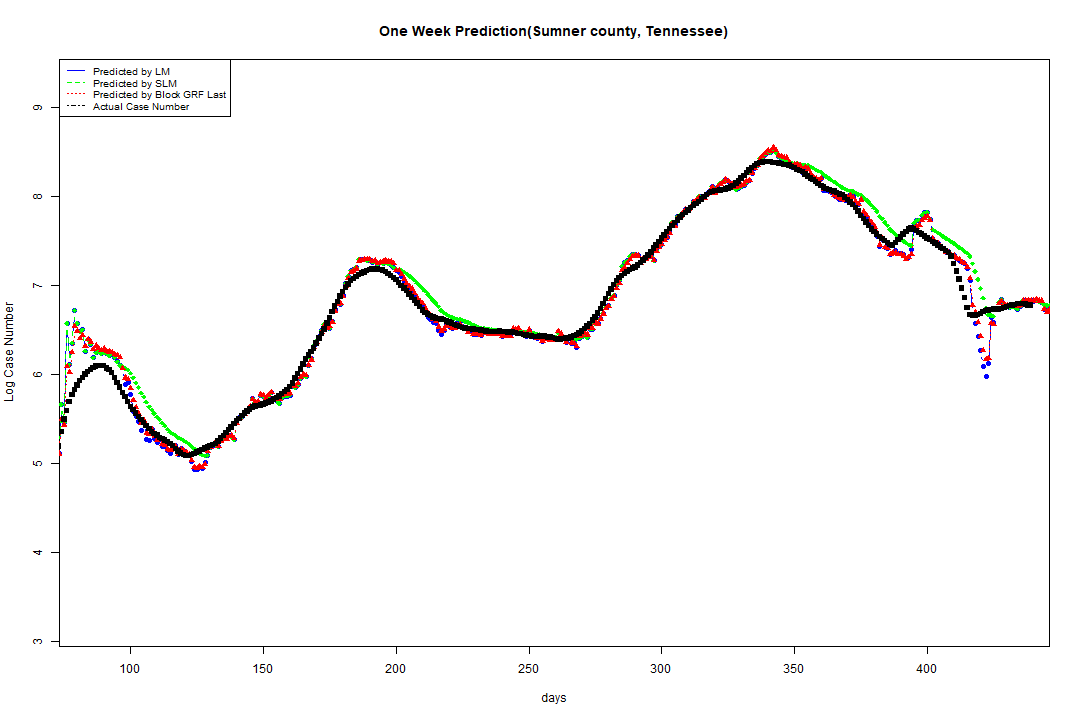 One Week Prediction(Sumner county, Tennessee)
Predicted by LM
Predicted by SLM
Predicted by Block GRF Last
Actual Case Number
9
8
7
6
5
4
3
Log Case Number
100 150 200 250 300 350 400
days